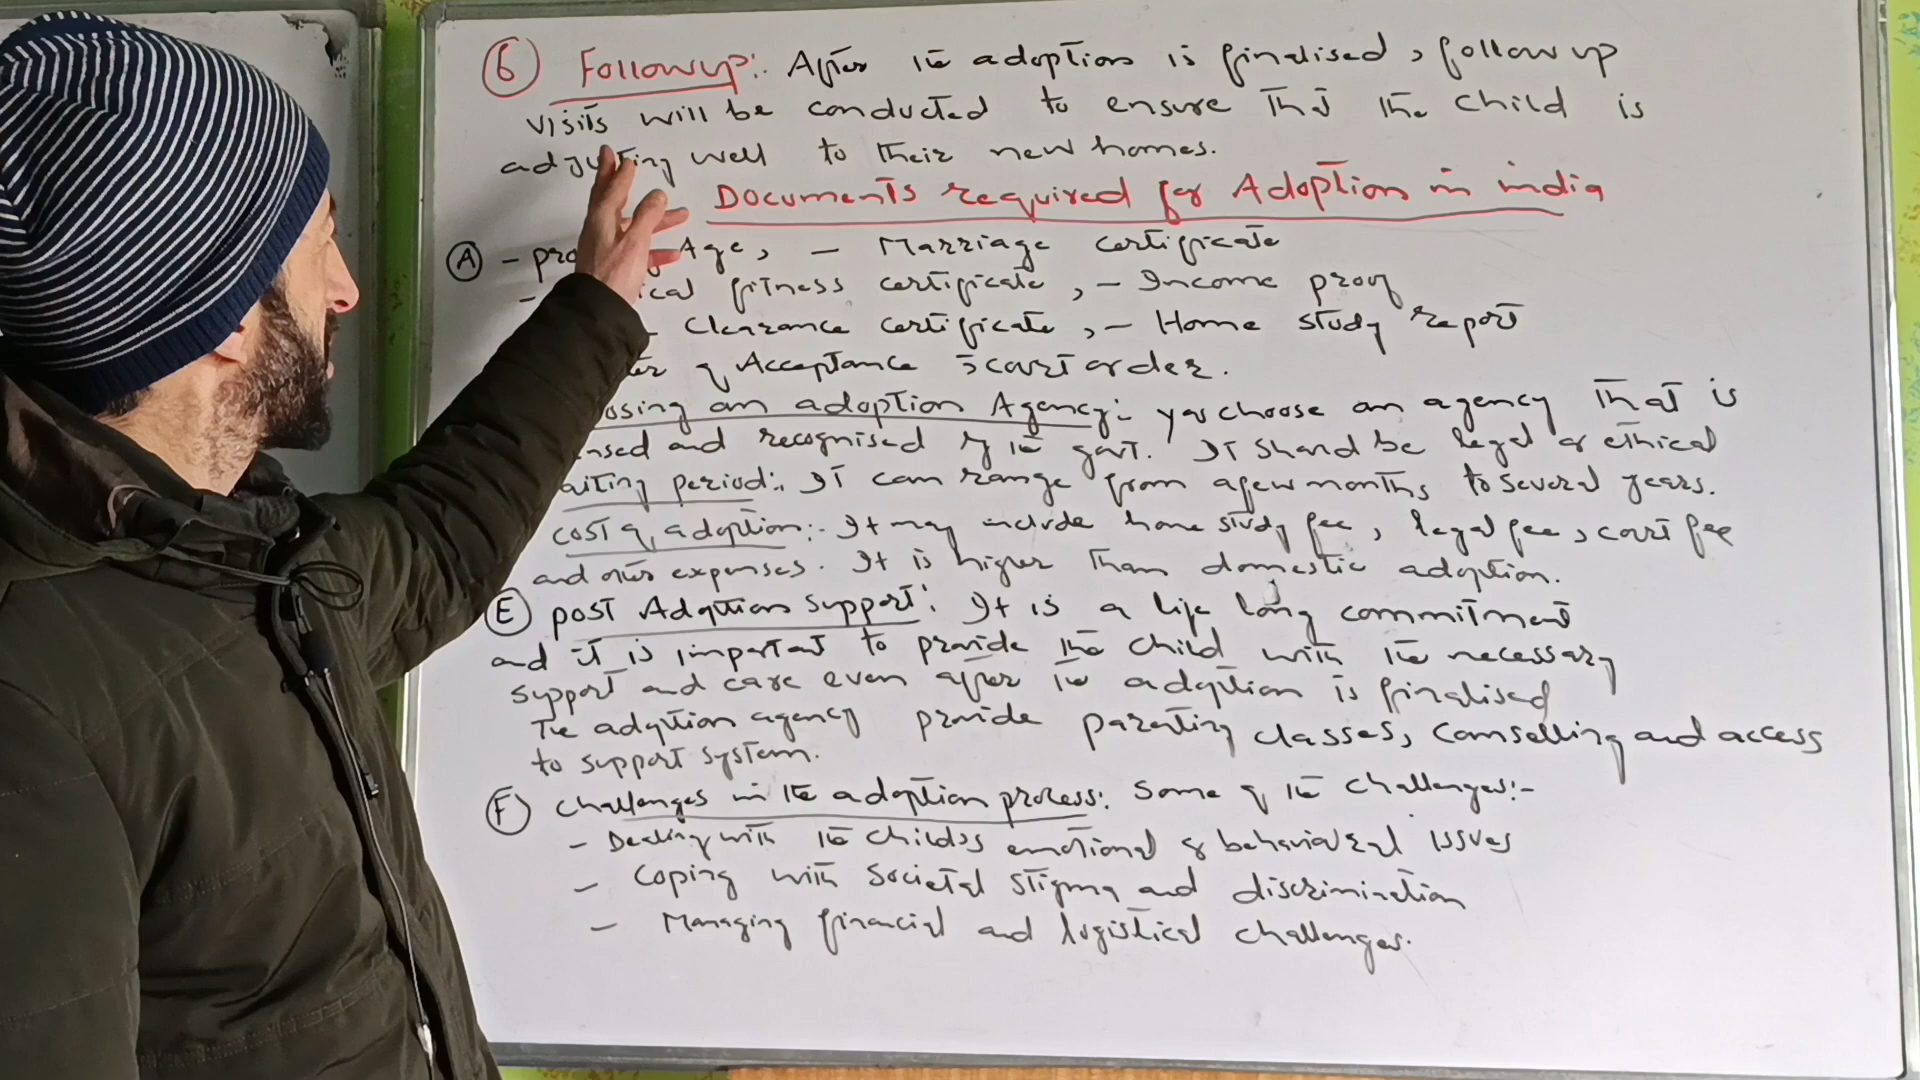 6 Followup:. After the adoption is finalised, followup
visits will be conducted to ensure that the child is
adjusting well to their new homes.
Documents required for Adoption in india
A - Age, - Marriage certificate
- fitness certificate, - Income proof
- Clearance certificate, - Home study report
of Acceptance court order.
an adoption Agency:- you choose an agency that is
and recognised by the govt. It should be legal or ethical
period:. It can range from a few months to several years.
cost of adoption:- It may include home study fee, legal fee, court fee
and other expenses. It is higher than domestic adoption.
E post Adoption support: It is a life long commitment
and it is important to provide the child with the necessary
support and care even after the adoption is finalised
The adoption agency provide parenting classes, counselling and access
to support system.
F challenges in the adoption process: Some of the challenges:-
- Dealing with the child's emotional & behavioural issues
- Coping with societal stigma and discrimination
- Managing financial and logistical challenges.